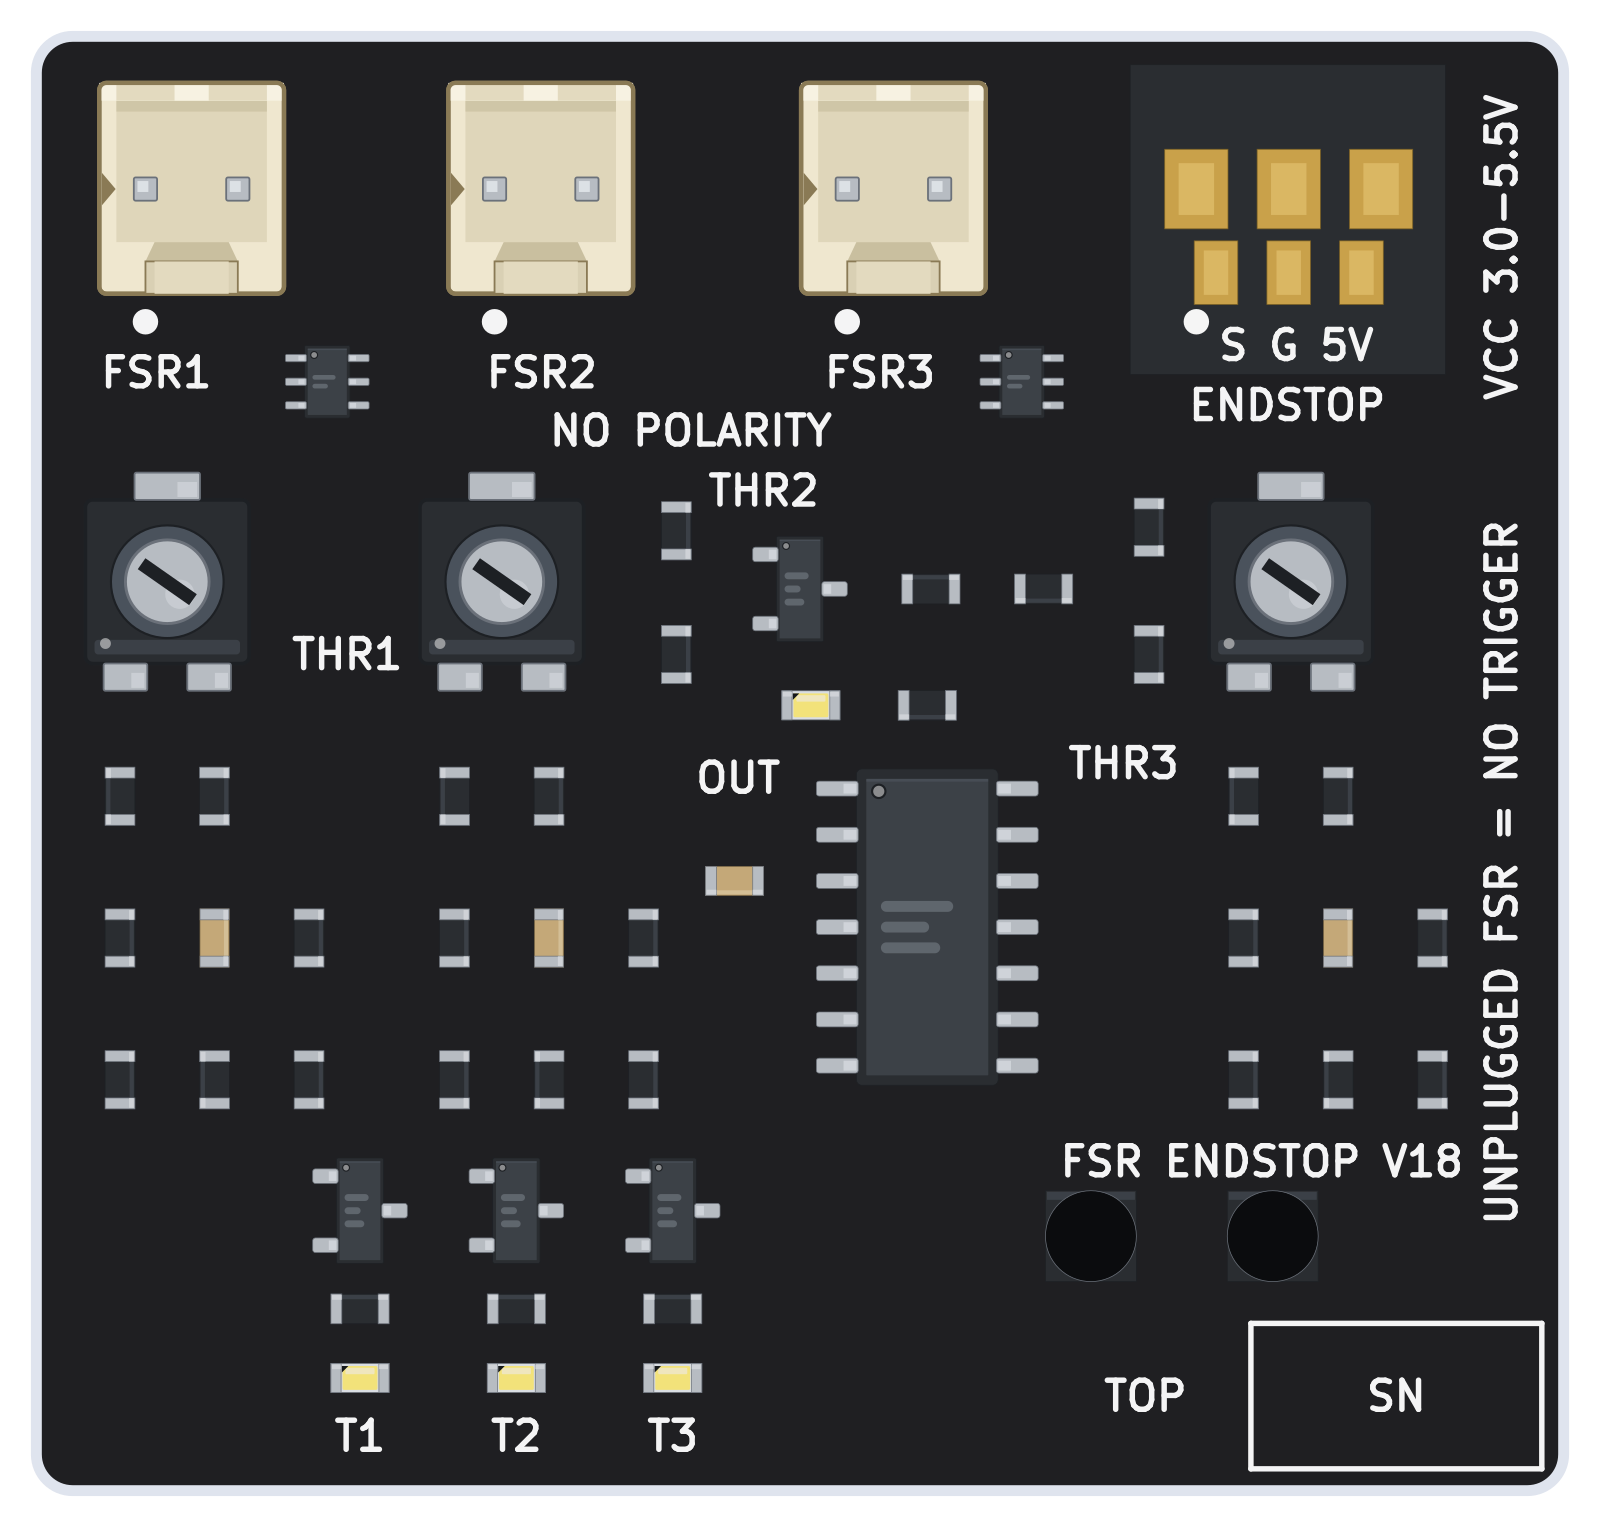 FSR1
FSR2
FSR3
S G 5V
ENDSTOP
VCC 3.0-5.5V
NO POLARITY
THR2
THR1
OUT
THR3
UNPLUGGED FSR = NO TRIGGER
FSR ENDSTOP V18
TOP
SN
T1
T2
T3